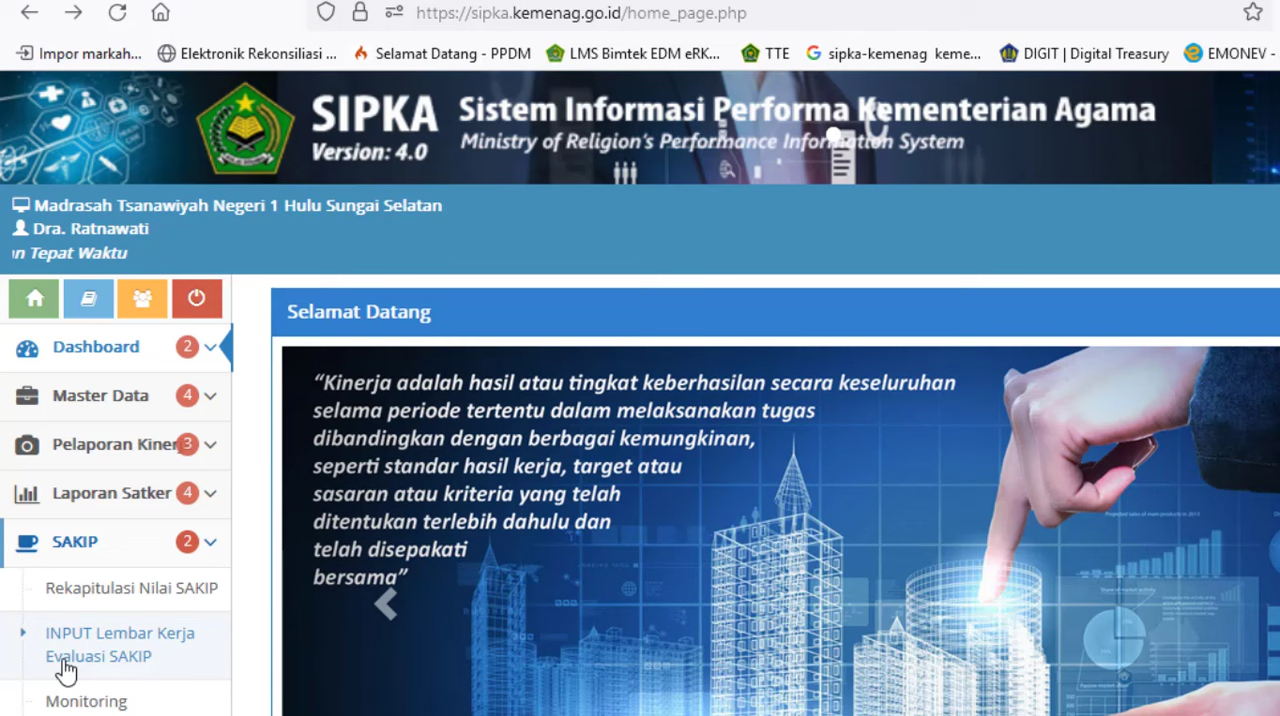 https://sipka.kemenag.go.id/home_page.php
Impor markah...
Elektronik Rekonsiliasi ...
Selamat Datang - PPDM
LMS Bimtek EDM eRK...
TTE
sipka-kemenag keme...
DIGIT | Digital Treasury
EMONEV -
SIPKA
Version: 4.0
Sistem Informasi Performa Kementerian Agama
Ministry of Religion's Performance Information System
Madrasah Tsanawiyah Negeri 1 Hulu Sungai Selatan
Dra. Ratnawati
Tepat Waktu
Dashboard 2
Master Data 4
Pelaporan Kiner 3
Laporan Satker 4
SAKIP 2
Rekapitulasi Nilai SAKIP
INPUT Lembar Kerja
Evaluasi SAKIP
Monitoring
Selamat Datang
“Kinerja adalah hasil atau tingkat keberhasilan secara keseluruhan
selama periode tertentu dalam melaksanakan tugas
dibandingkan dengan berbagai kemungkinan,
seperti standar hasil kerja, target atau
sasaran atau kriteria yang telah
ditentukan terlebih dahulu dan
telah disepakati
bersama”